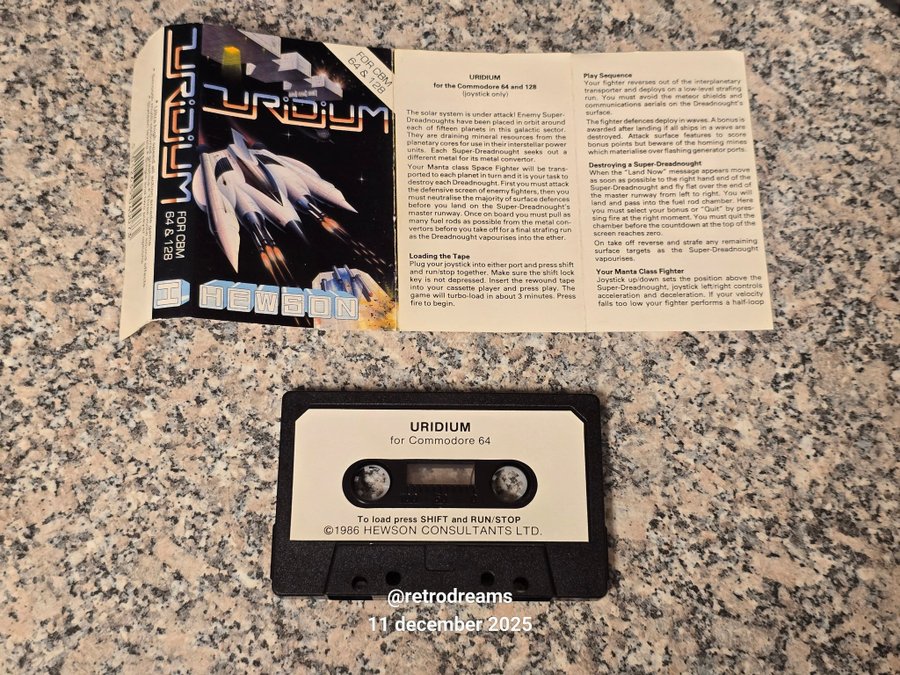 URIDIUM
FOR CBM
64 & 128
HEWSON
FOR CBM
64 & 128
URIDIUM
URIDIUM
for the Commodore 64 and 128
(joystick only)
The solar system is under attack! Enemy Super-
Dreadnoughts have been placed in orbit around
each of fifteen planets in this galactic sector.
They are draining mineral resources from the
planetary cores for use in their interstellar power
units. Each Super-Dreadnought seeks out a
different metal for its metal convertor.
Your Manta class Space Fighter will be trans-
ported to each planet in turn and it is your task to
destroy each Dreadnought. First you must attack
the defensive screen of enemy fighters, then you
must neutralise the majority of surface defences
before you land on the Super-Dreadnought's
master runway. Once on board you must pull as
many fuel rods as possible from the metal con-
vertors before you take off for a final strafing run
as the Dreadnought vapourises into the ether.
Loading the Tape
Plug your joystick into either port and press shift
and run/stop together. Make sure the shift lock
key is not depressed. Insert the rewound tape
into your cassette player and press play. The
game will turbo-load in about 3 minutes. Press
fire to begin.
Play Sequence
Your fighter reverses out of the interplanetary
transporter and deploys on a low-level strafing
run. You must avoid the meteor shields and
communications aerials on the Dreadnought's
surface.
The fighter defences deploy in waves. A bonus is
awarded after landing if all ships in a wave are
destroyed. Attack surface features to score
bonus points but beware of the homing mines
which materialise over flashing generator ports.
Destroying a Super-Dreadnought
When the "Land Now" message appears move
as soon as possible to the right hand end of the
Super-Dreadnought and fly flat over the end of
the master runway from left to right. You will
land and pass into the fuel rod chamber. Here
you must select your bonus or "Quit" by pres-
sing fire at the right moment. You must quit the
chamber before the countdown at the top of the
screen reaches zero.
On take off reverse and strafe any remaining
surface targets as the Super-Dreadnought
vapourises.
Your Manta Class Fighter
Joystick up/down sets the position above the
Super-Dreadnought, joystick left/right controls
acceleration and deceleration. If your velocity
falls too low your fighter performs a half-loop
URIDIUM
for Commodore 64
To load press SHIFT and RUN/STOP
©1986 HEWSON CONSULTANTS LTD.
@retrodreams
11 december 2025